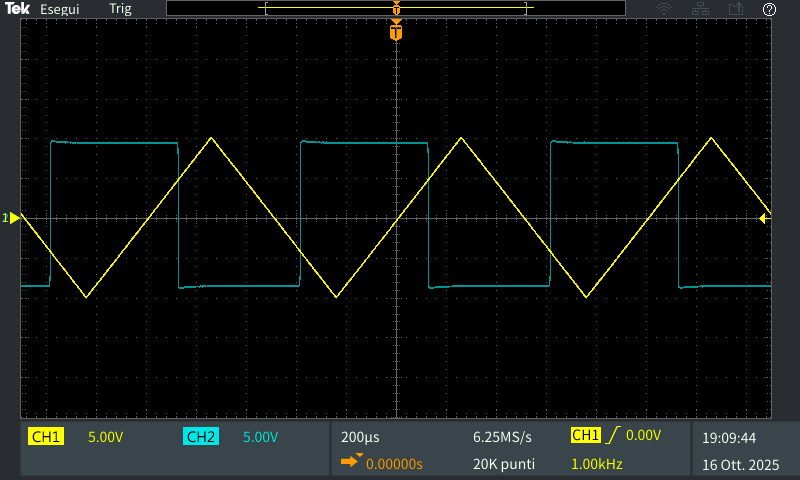 Tek Esegui Trig
T
T
CH1 5.00V CH2 5.00V 200µs 6.25MS/s CH1 0.00V 19:09:44
0.00000s 20K punti 1.00kHz 16 Ott. 2025